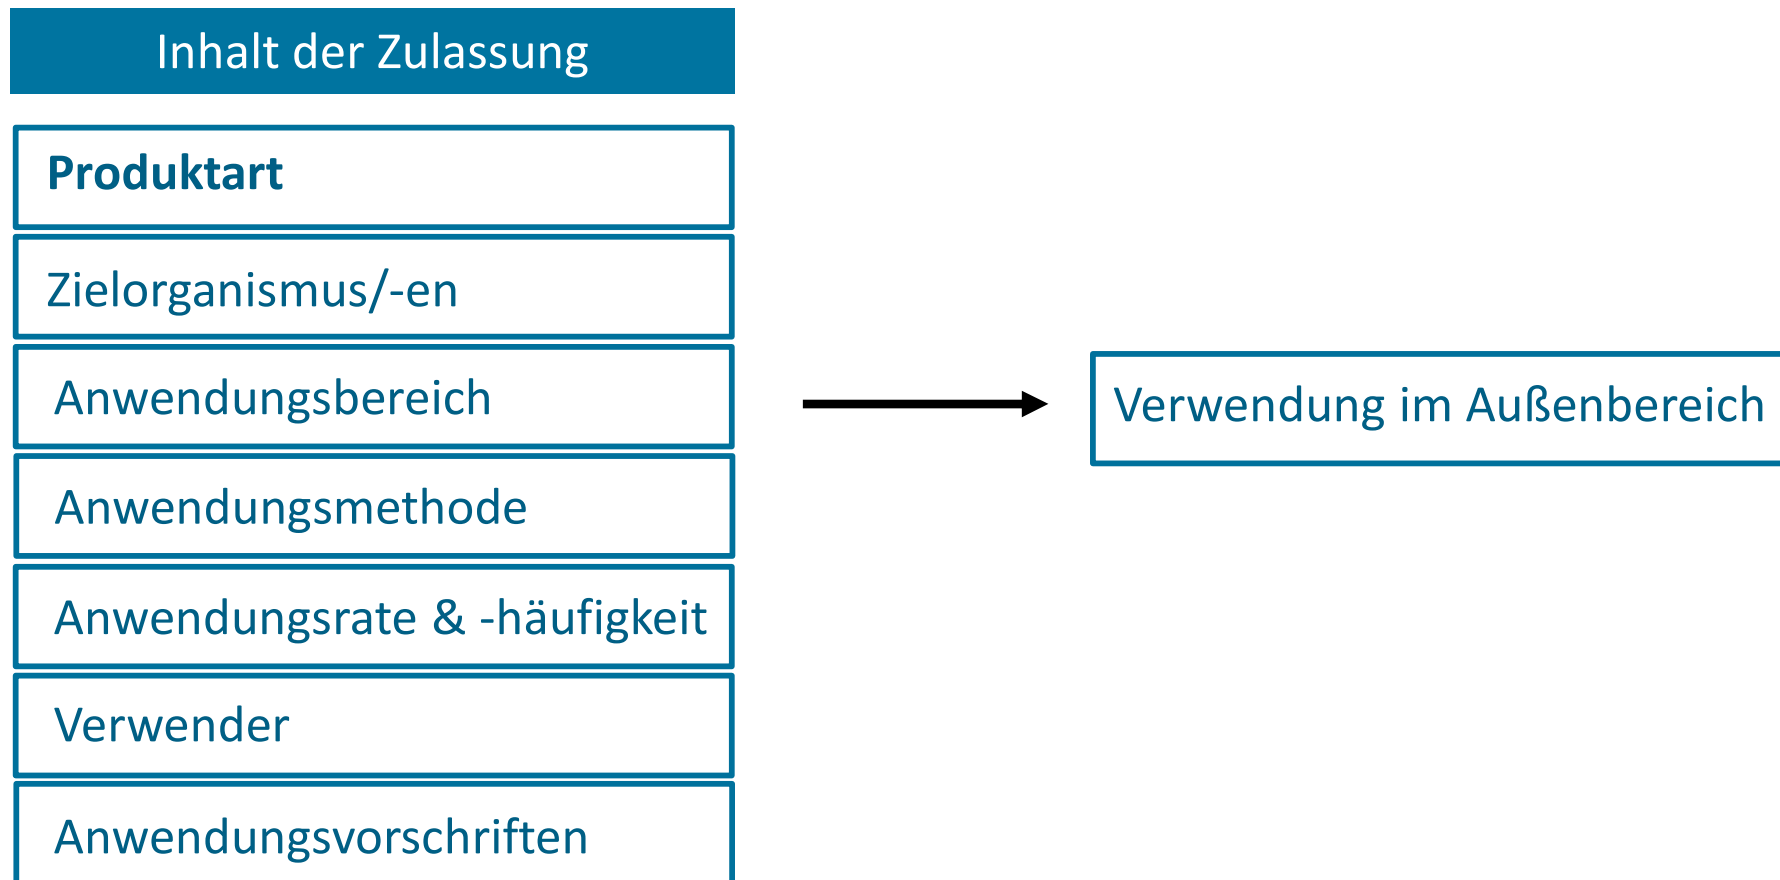 Inhalt der Zulassung
Produktart
Zielorganismus/-en
Anwendungsbereich
Verwendung im Außenbereich
Anwendungsmethode
Anwendungsrate & -häufigkeit
Verwender
Anwendungsvorschriften